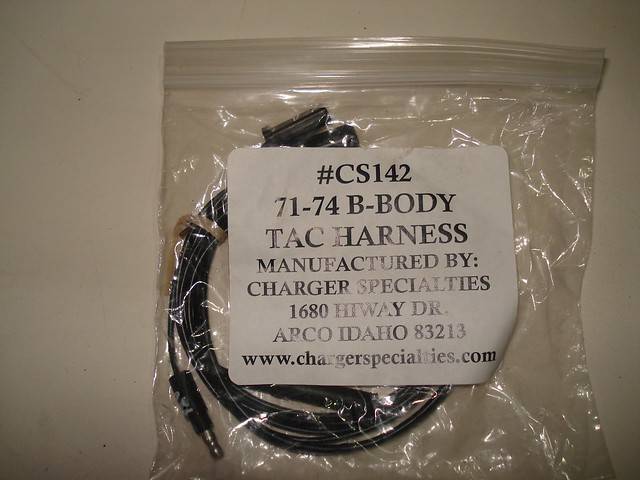 #CS142
71-74 B-BODY
TAC HARNESS
MANUFACTURED BY:
CHARGER SPECIALTIES
1680 HIWAY DR.
ARCO IDAHO 83213
www.chargerspecialties.com